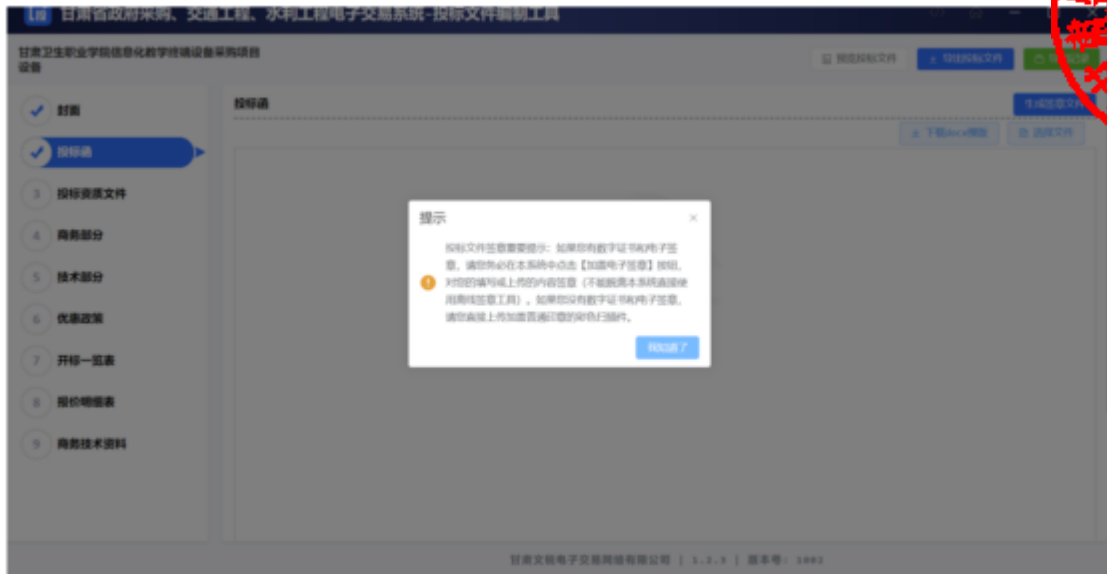 甘肃省政府采购、交通工程、水利工程电子交易系统-投标文件编制工具
甘肃卫生职业学院信息化教学终端设备采购项目
设备
预览投标文件
导出投标文件
封面
投标函
生成签章文件
投标函
下载docx模版
选择文件
3 投标资质文件
4 商务部分
5 技术部分
6 优惠政策
7 开标一览表
8 报价明细表
9 商务技术资料
提示
投标文件签章重要提示：如果您有数字证书和电子签
章，请您务必在本系统中点击【加盖电子签章】按钮，
对您的填写或上传的内容签章（不能脱离本系统直接使
用离线签章工具）。如果您没有数字证书和电子签章，
请您直接上传加盖普通印章的彩色扫描件。
我知道了
甘肃文锐电子交易网络有限公司 | 1.2.5 | 版本号：1002